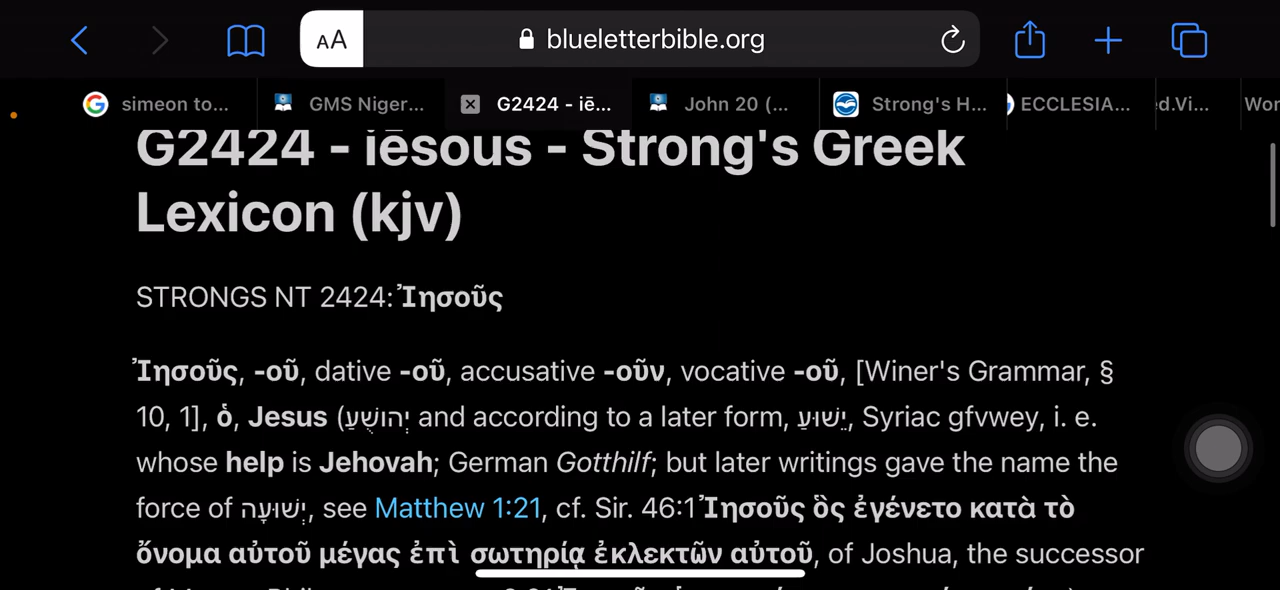 AA blueletterbible.org
simeon to... GMS Niger... G2424 - iē... John 20 (... Strong's H... ECCLESIA... ed.Vi... Wor
G2424 - iēsous - Strong's Greek
Lexicon (kjv)
STRONGS NT 2424: Ἰησοῦς
Ἰησοῦς, -οῦ, dative -οῦ, accusative -οῦν, vocative -οῦ, [Winer's Grammar, §
10, 1], ὁ, Jesus (יְהוֹשֻׁעַ and according to a later form, יֵשׁוּעַ, Syriac gfvwey, i. e.
whose help is Jehovah; German Gotthilf; but later writings gave the name the
force of יְשׁוּעָה, see Matthew 1:21, cf. Sir. 46:1 Ἰησοῦς ὅς ἐγένετο κατὰ τὸ
ὄνομα αὐτοῦ μέγας ἐπὶ σωτηρίᾳ ἐκλεκτῶν αὐτοῦ, of Joshua, the successor